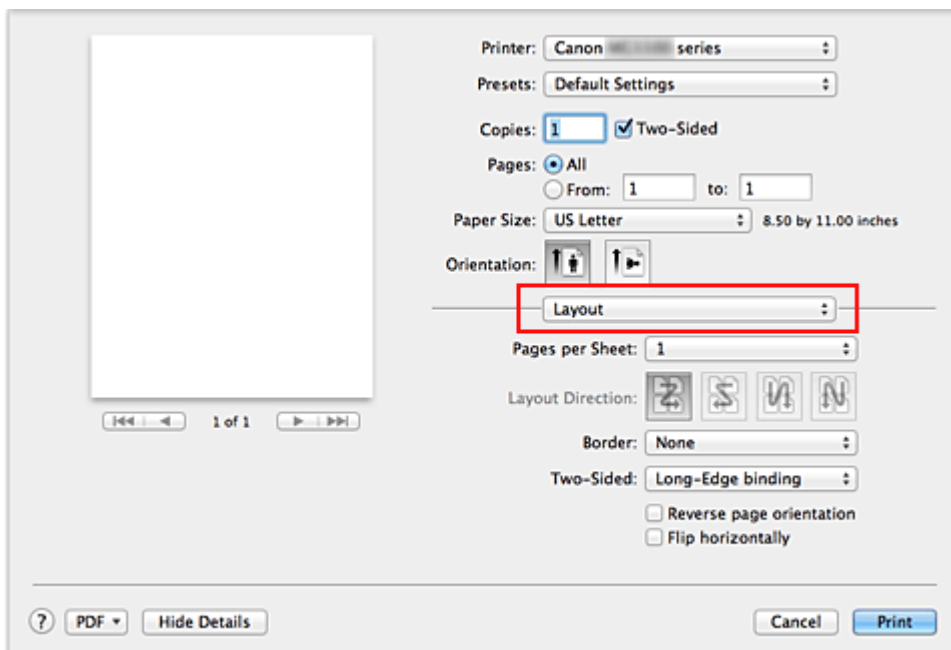 Printer: Canon series
Presets: Default Settings
Copies: 1 Two-Sided
Pages: All
From: 1 to: 1
Paper Size: US Letter 8.50 by 11.00 inches
Orientation:
Layout
Pages per Sheet: 1
Layout Direction:
1 of 1
Border: None
Two-Sided: Long-Edge binding
Reverse page orientation
Flip horizontally
? PDF Hide Details Cancel Print